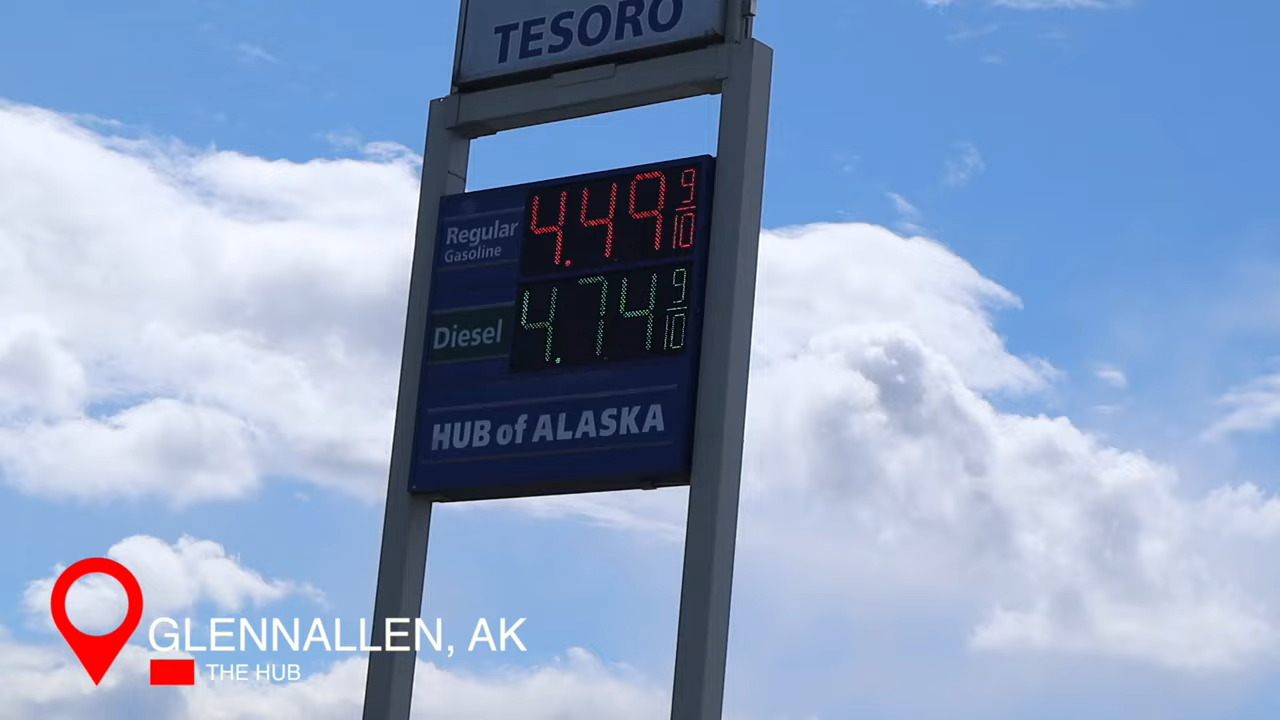 TESORO
Regular
Gasoline
4.49 9/10
Diesel
4.74 9/10
HUB of ALASKA
GLENNALLEN, AK
THE HUB